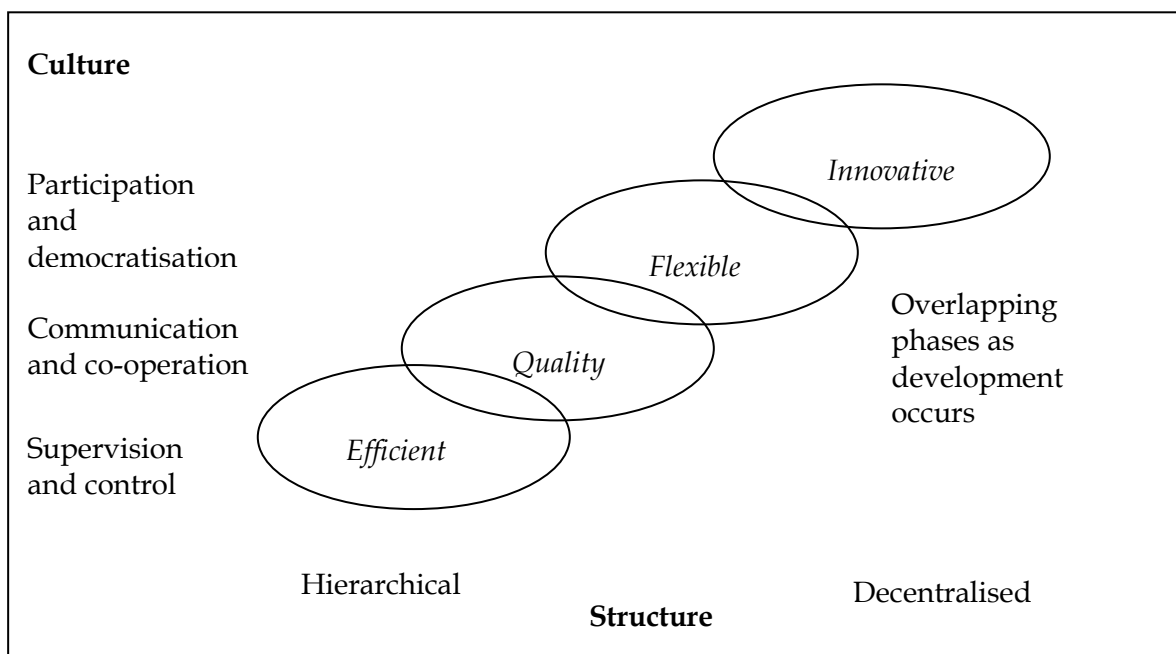 Culture
Innovative
Participation
and
democratisation
Flexible
Overlapping
phases as
development
occurs
Communication
and co-operation
Quality
Supervision
and control
Efficient
Hierarchical
Decentralised
Structure